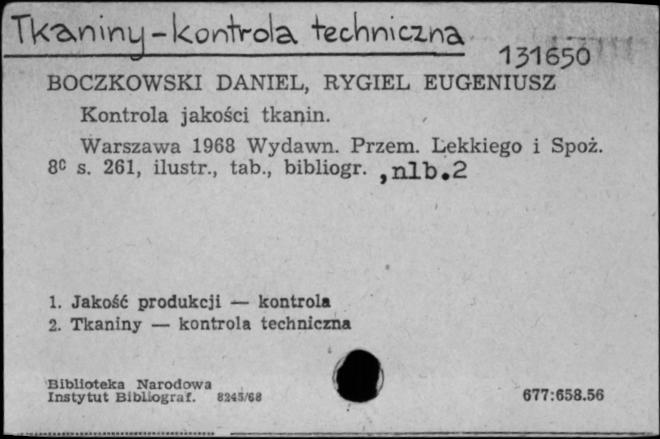 Tkaniny - kontrola techniczna
131650
BOCZKOWSKI DANIEL, RYGIEL EUGENIUSZ
Kontrola jakości tkanin.
Warszawa 1968 Wydawn. Przem. Lekkiego i Spoż.
8° s. 261, ilustr., tab., bibliogr. , nlb.2
1. Jakość produkcji — kontrola
2. Tkaniny — kontrola techniczna
Biblioteka Narodowa
Instytut Bibliograf. 8245/68
677:658.56